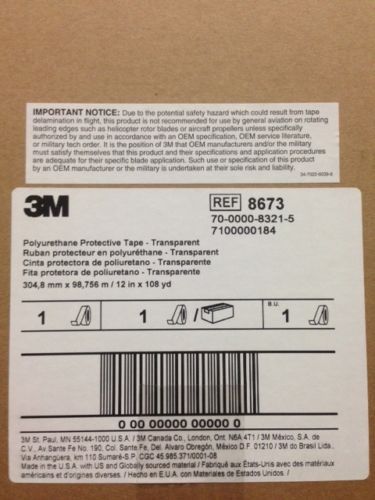 IMPORTANT NOTICE: Due to the potential safety hazard which could result from tape
delamination in flight, this product is not recommended for use by general aviation on rotating
leading edges such as helicopter rotor blades or aircraft propellers unless specifically
authorized by and use in accordance with an OEM specification, OEM service literature,
or military tech order. It is the position of 3M that OEM manufacturers and/or the military
must satisfy themselves that this product and their specifications and application procedures
are adequate for their specific blade application. Such use or specification of this product
by an OEM manufacturer or the military is undertaken at their sole risk and liability.
3M
REF 8673
70-0000-8321-5
7100000184
Polyurethane Protective Tape - Transparent
Ruban protecteur en polyuréthane - Transparent
Cinta protectora de poliuretano - Transparente
Fita protetora de poliuretano - Transparente
304,8 mm x 98,756 m / 12 in x 108 yd
1 1 / B.U. 1
0 00 00000 00000 0
3M St. Paul, MN 55144-1000 U.S.A. / 3M Canada Co., London, Ont. N6A 4T1 / 3M México, S.A. de
C.V., Av Sante Fe No. 190, Col. Sante Fe, Del. Alvaro Obregón, México D.F. 01210 / 3M do Brasil Ltda.,
Via Anhangüera, km 110 Sumaré-S.P. CGC 45.985.371/0001-08
Made in the U.S.A. with US and Globally sourced material / Fabriqué aux États-Unis avec des matériaux
américains et d'origines diverses. / Hecho en E.U.A. con Materiales de Estados Unidos. /